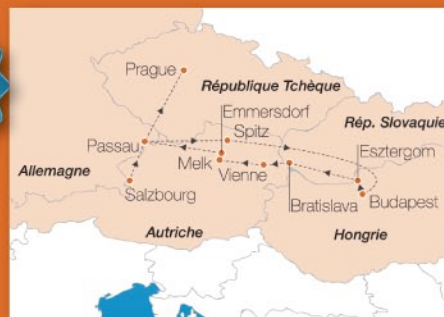 Prague
République Tchèque
Emmersdorf
Spitz
Rép. Slovaquie
Passau
Esztergom
Allemagne
Melk
Vienne
Salzbourg
Bratislava
Budapest
Autriche
Hongrie